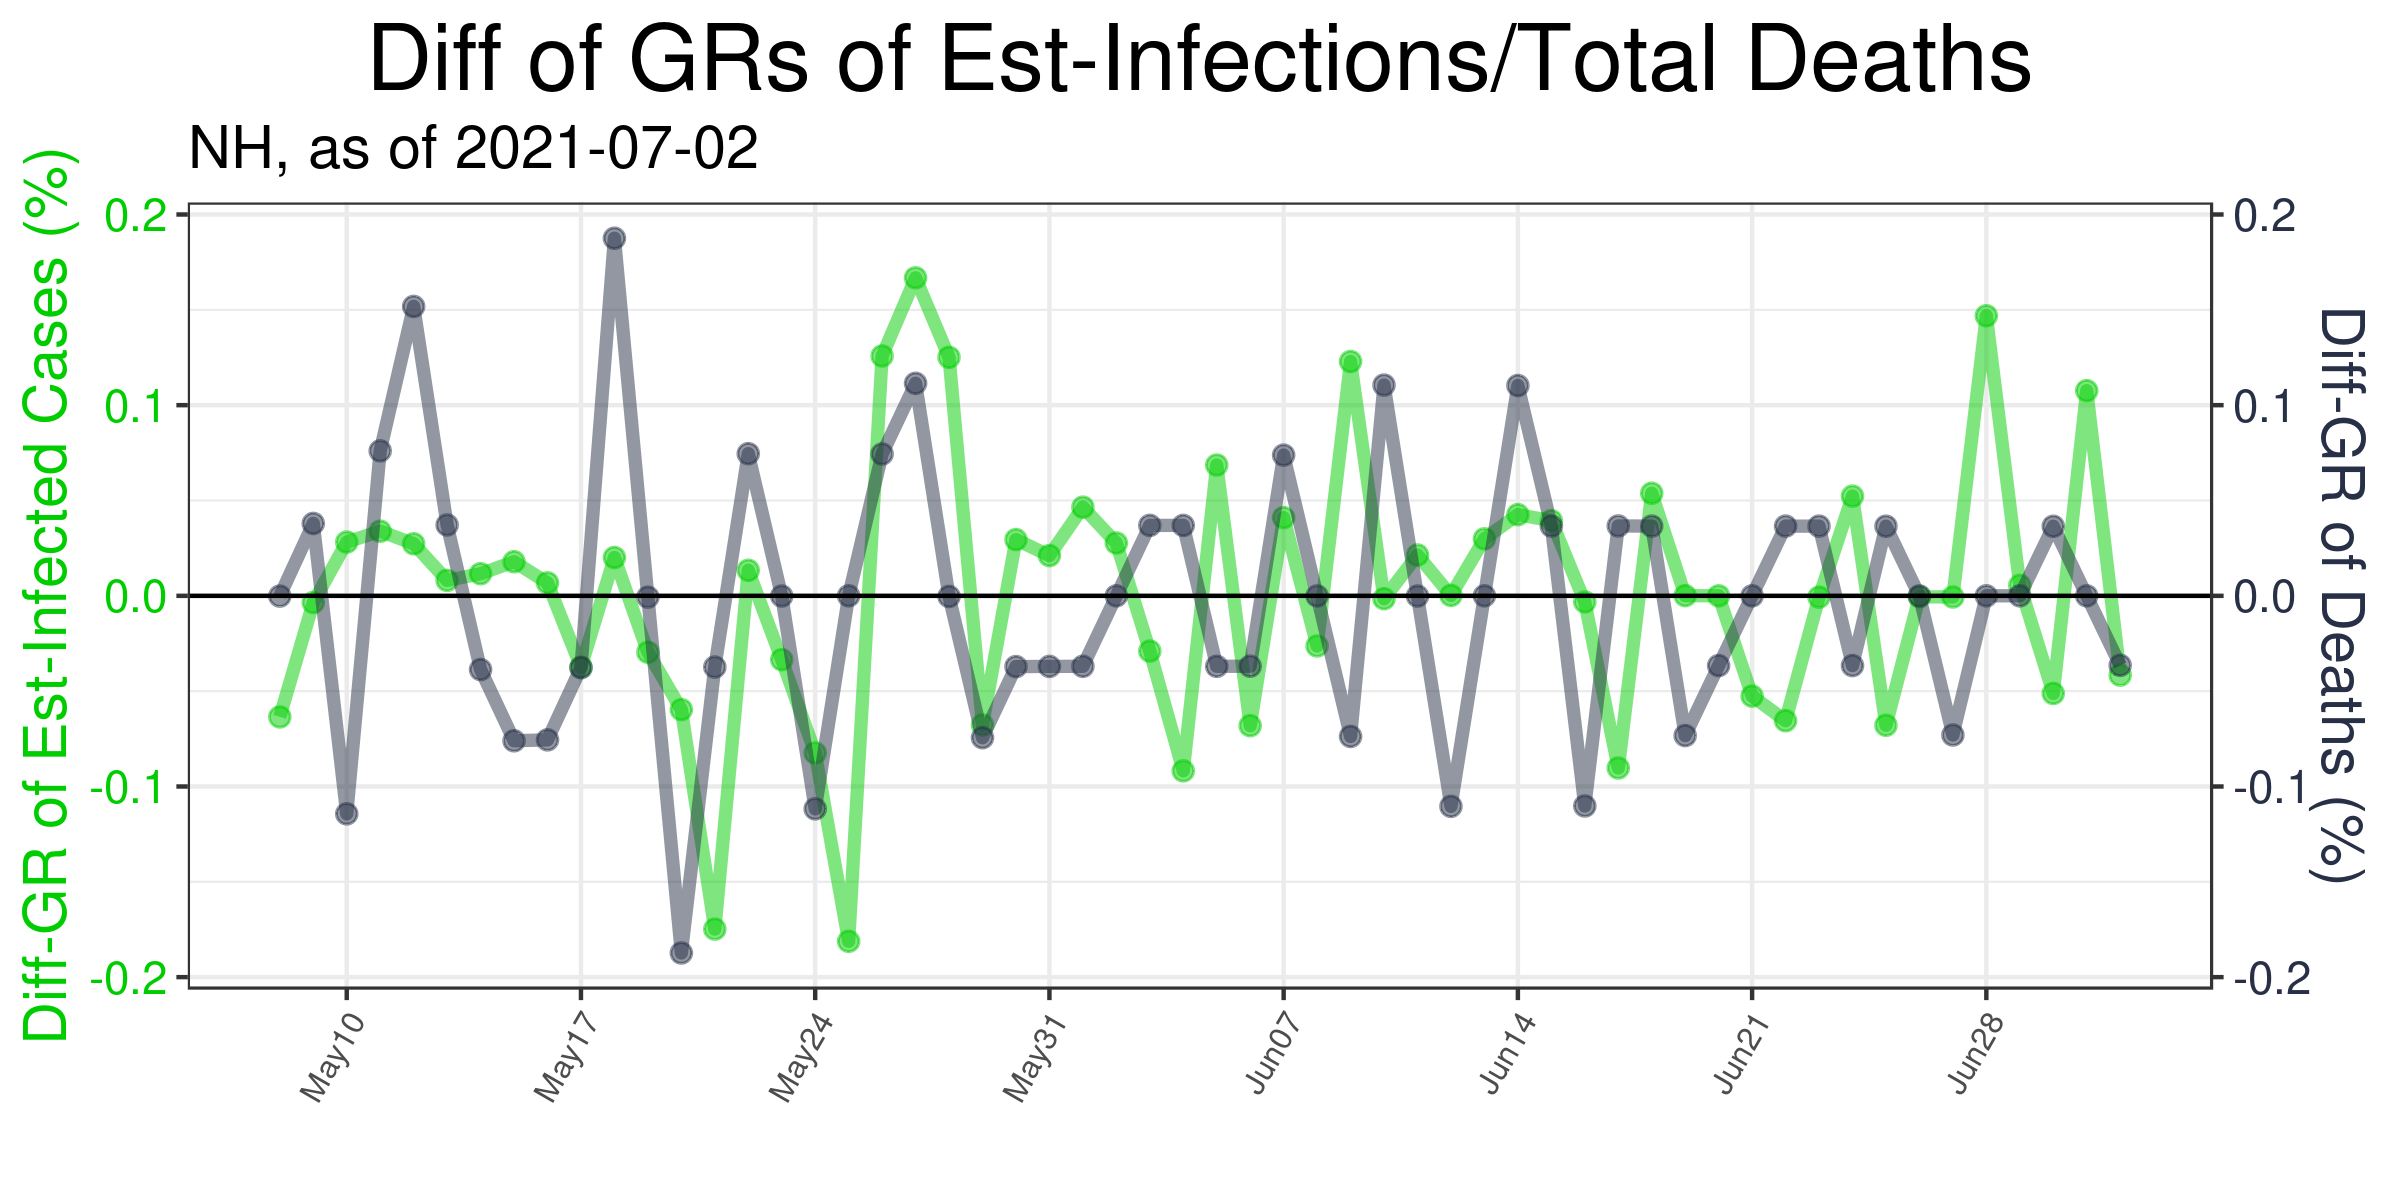 Diff of GRs of Est-Infections/Total Deaths
NH, as of 2021-07-02
Diff-GR of Est-Infected Cases (%)
0.2
0.1
0.0
-0.1
-0.2
0.2
0.1
0.0
-0.1
-0.2
Diff-GR of Deaths (%)
May10
May17
May24
May31
Jun07
Jun14
Jun21
Jun28